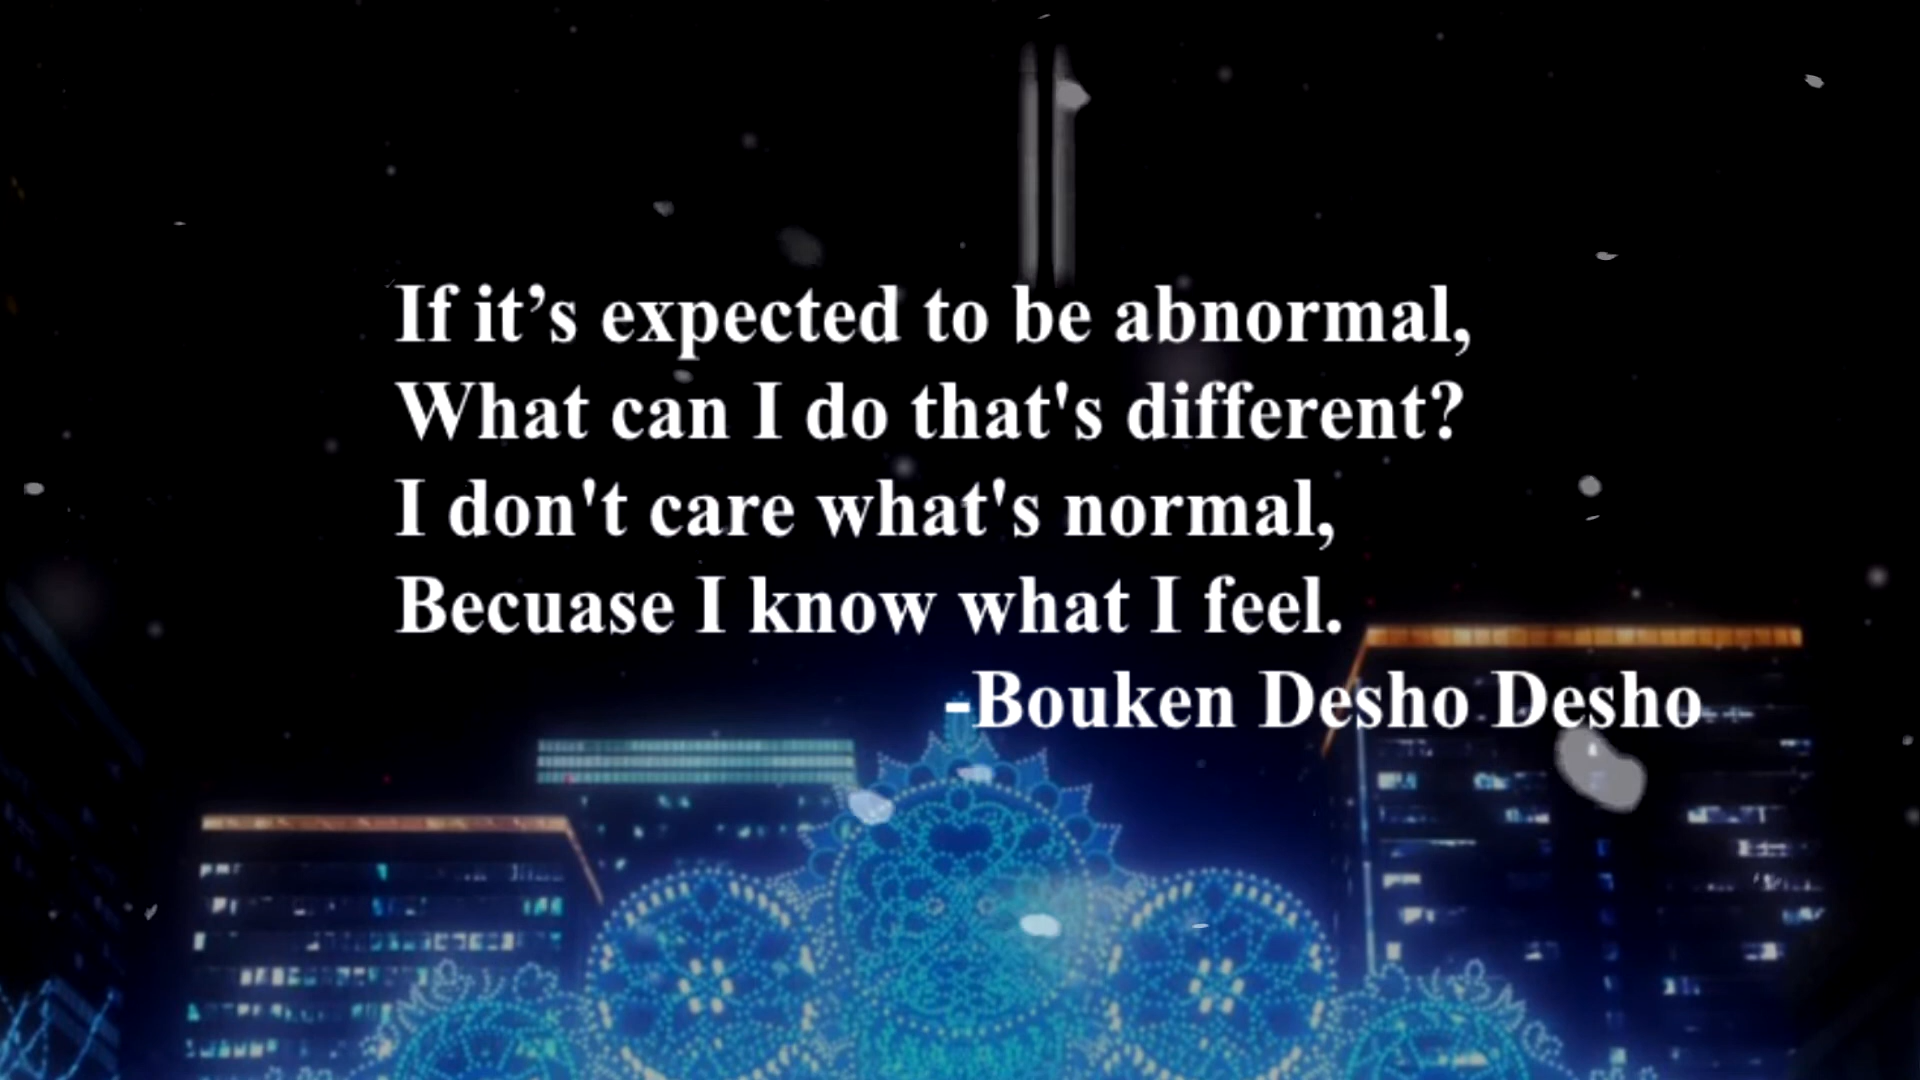 If it’s expected to be abnormal,
What can I do that's different?
I don't care what's normal,
Becuase I know what I feel.
-Bouken Desho Desho